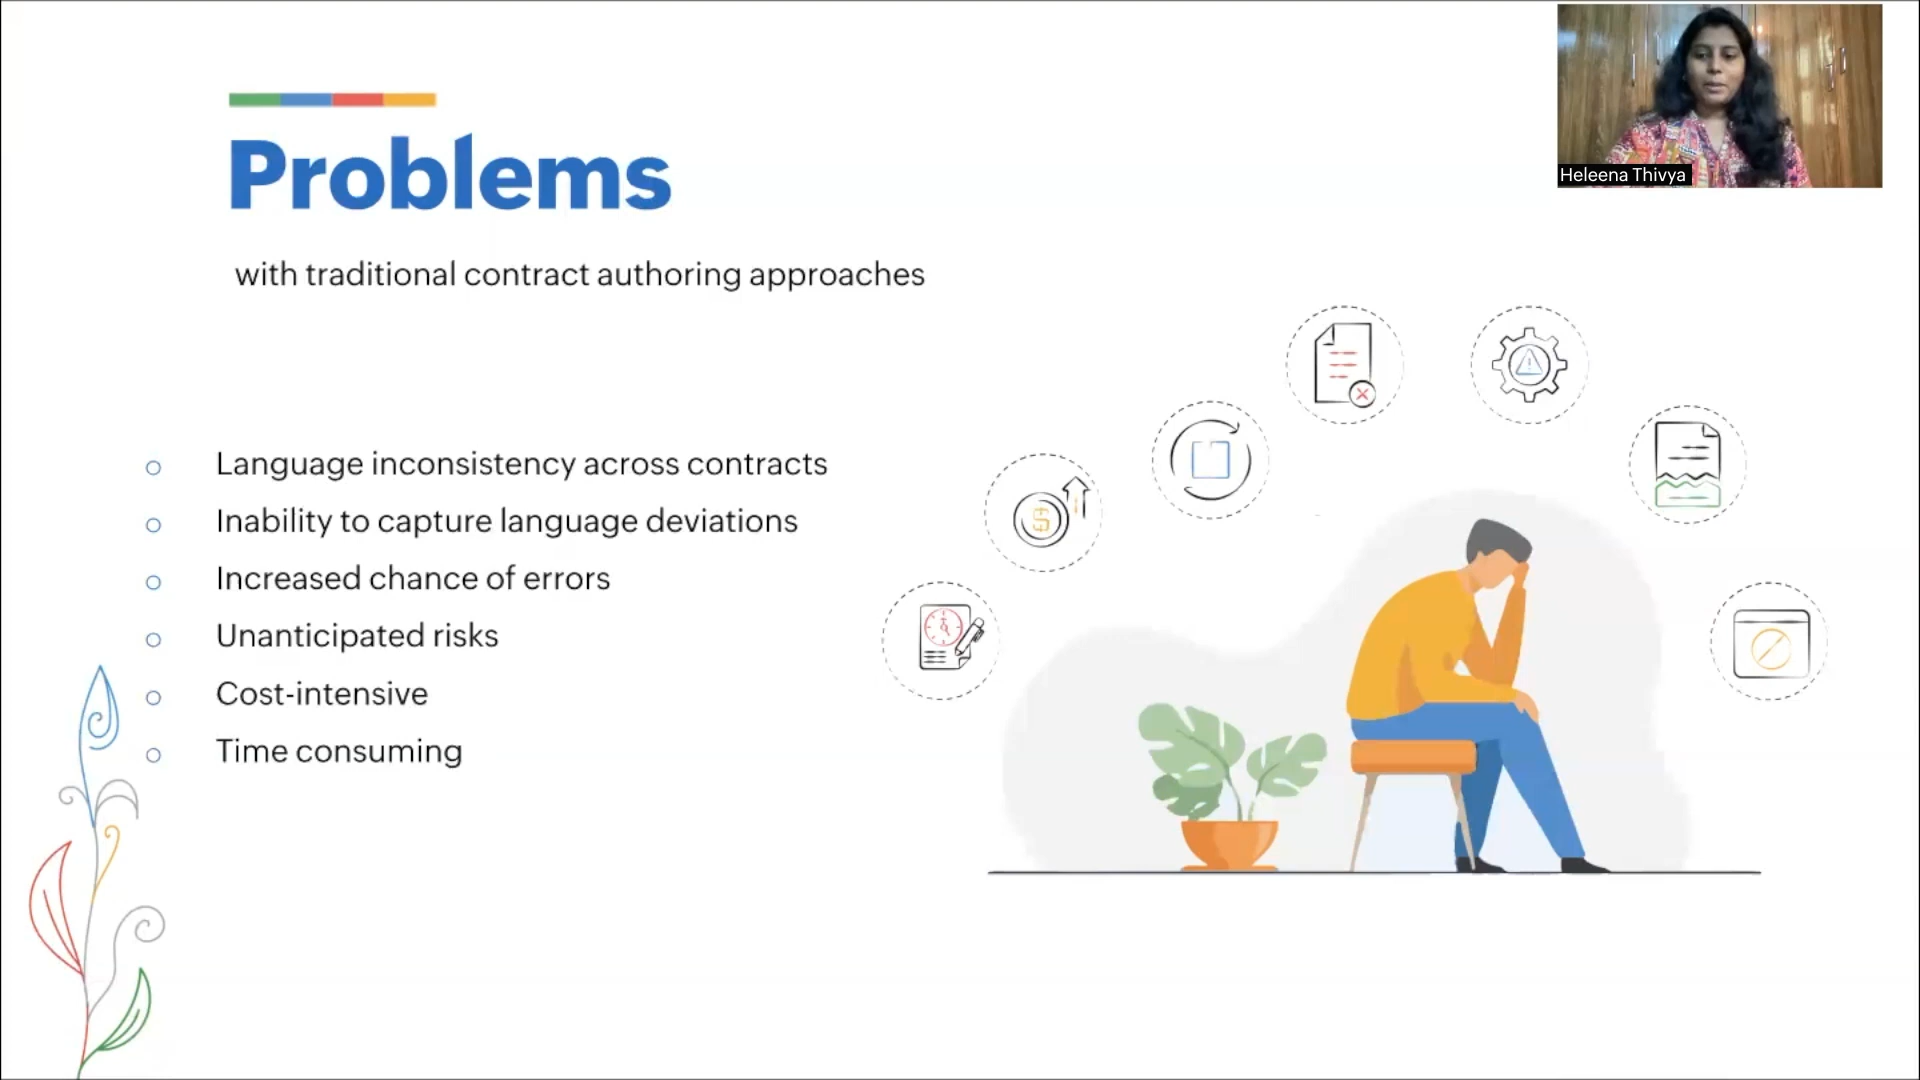 Problems
with traditional contract authoring approaches
Language inconsistency across contracts
Inability to capture language deviations
Increased chance of errors
Unanticipated risks
Cost-intensive
Time consuming
Heleena Thivya